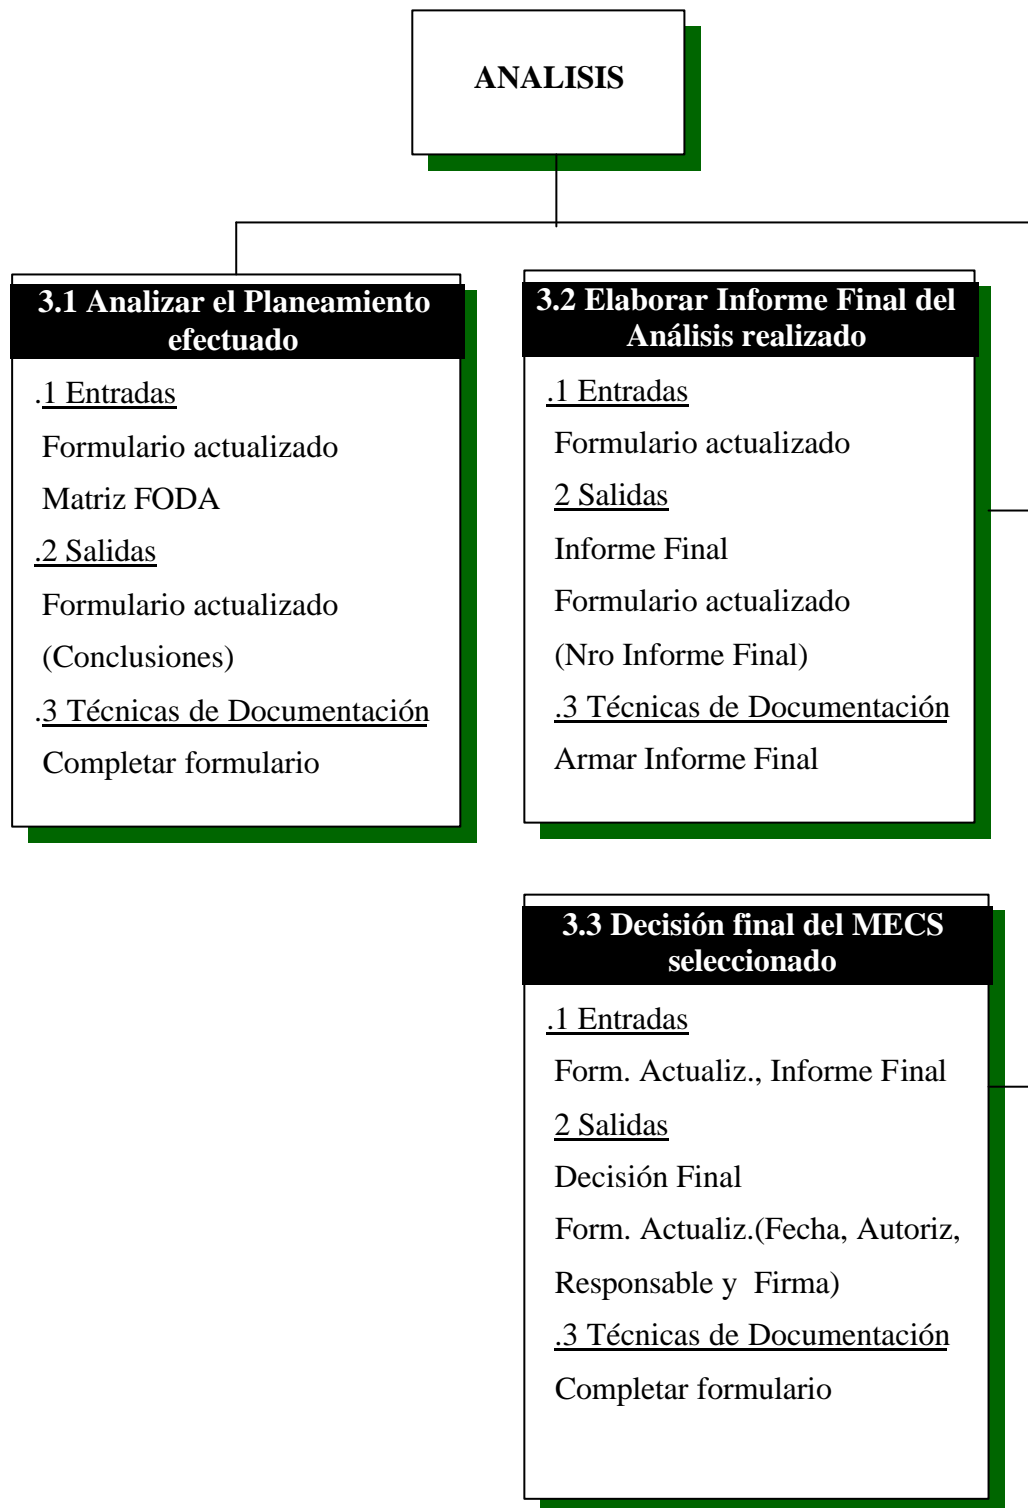 ANALISIS
3.1 Analizar el Planeamiento
efectuado
.1 Entradas
Formulario actualizado
Matriz FODA
.2 Salidas
Formulario actualizado
(Conclusiones)
.3 Técnicas de Documentación
Completar formulario
3.2 Elaborar Informe Final del
Análisis realizado
.1 Entradas
Formulario actualizado
2 Salidas
Informe Final
Formulario actualizado
(Nro Informe Final)
.3 Técnicas de Documentación
Armar Informe Final
3.3 Decisión final del MECS
seleccionado
.1 Entradas
Form. Actualiz., Informe Final
2 Salidas
Decisión Final
Form. Actualiz.(Fecha, Autoriz,
Responsable y  Firma)
.3 Técnicas de Documentación
Completar formulario